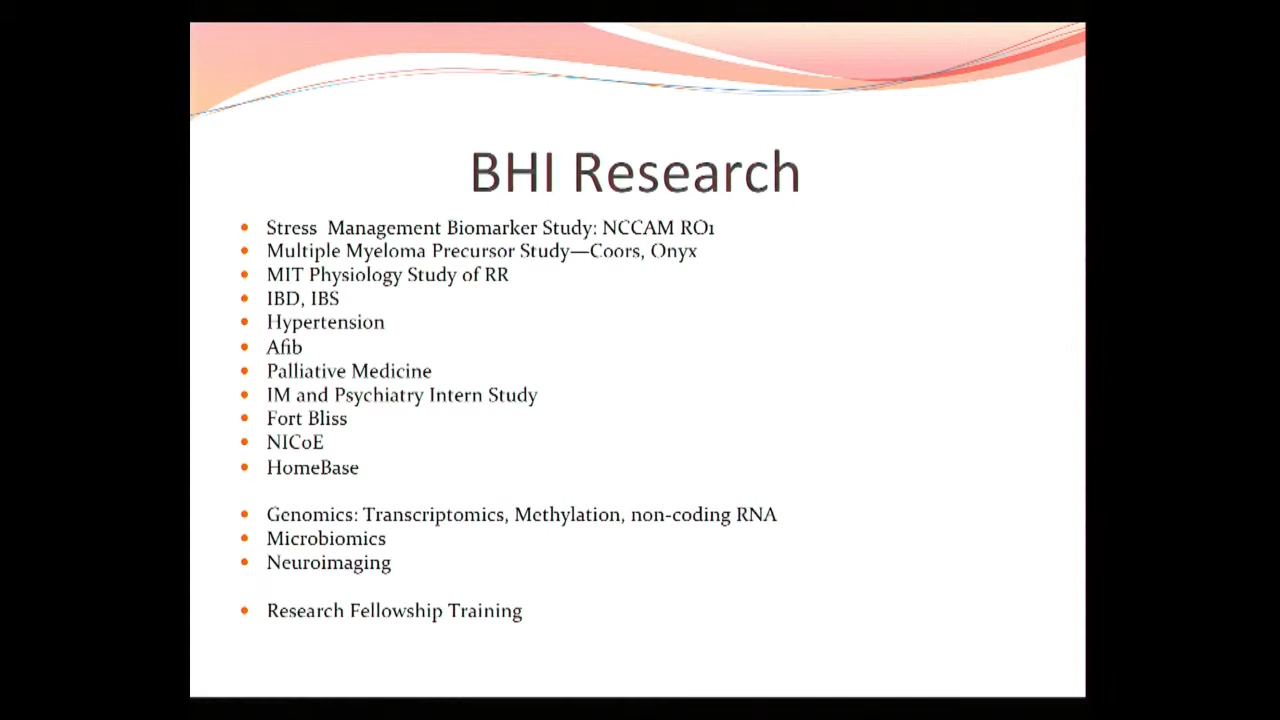 BHI Research
• Stress Management Biomarker Study: NCCAM RO1
• Multiple Myeloma Precursor Study—Coors, Onyx
• MIT Physiology Study of RR
• IBD, IBS
• Hypertension
• Afib
• Palliative Medicine
• IM and Psychiatry Intern Study
• Fort Bliss
• NICoE
• HomeBase
• Genomics: Transcriptomics, Methylation, non-coding RNA
• Microbiomics
• Neuroimaging
• Research Fellowship Training